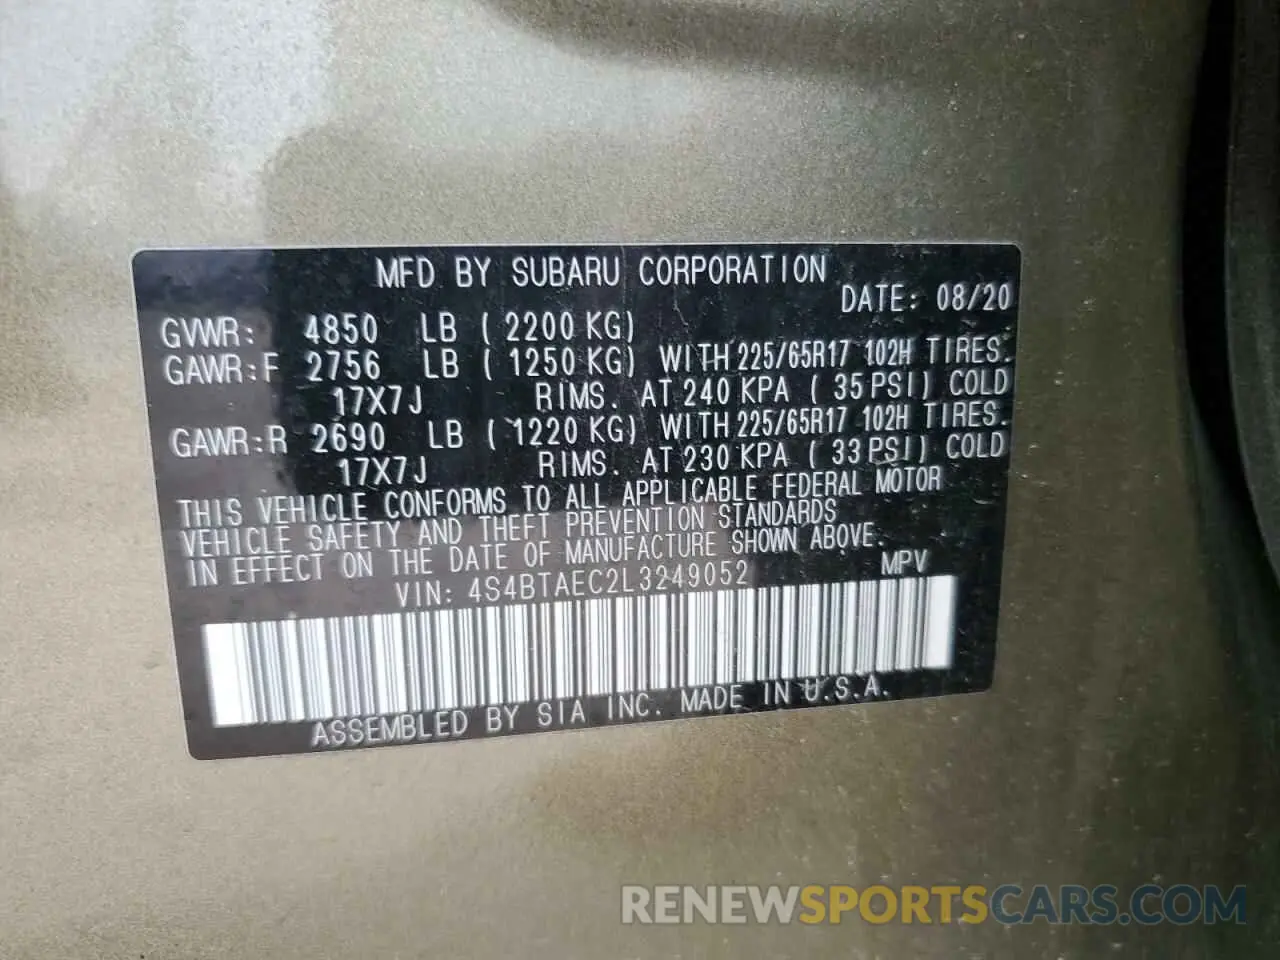 MFD BY SUBARU CORPORATION
DATE: 08/20
GVWR: 4850 LB (2200 KG)
GAWR:F 2756 LB (1250 KG) WITH 225/65R17 102H TIRES.
17X7J RIMS. AT 240 KPA (35 PSI) COLD
GAWR:R 2690 LB (1220 KG) WITH 225/65R17 102H TIRES.
17X7J RIMS. AT 230 KPA (33 PSI) COLD
THIS VEHICLE CONFORMS TO ALL APPLICABLE FEDERAL MOTOR
VEHICLE SAFETY AND THEFT PREVENTION STANDARDS
IN EFFECT ON THE DATE OF MANUFACTURE SHOWN ABOVE.
VIN: 4S4BTAEC2L3249052 MPV
ASSEMBLED BY SIA INC. MADE IN U.S.A.
RENEWSPORTSCARS.COM